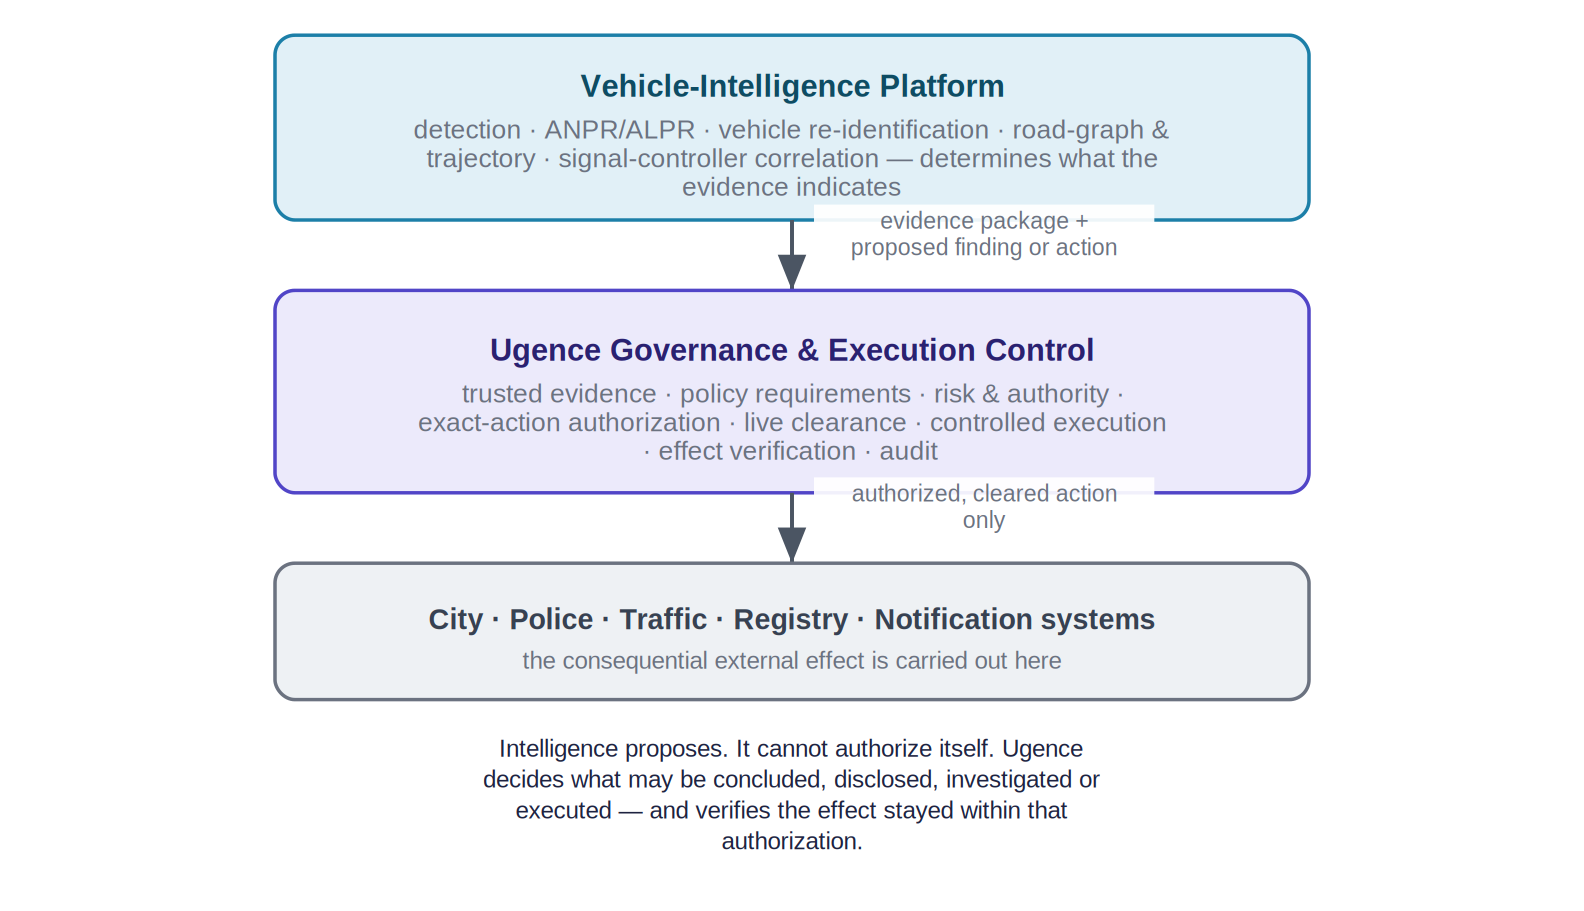 Vehicle-Intelligence Platform
detection · ANPR/ALPR · vehicle re-identification · road-graph &
trajectory · signal-controller correlation — determines what the
evidence indicates
evidence package +
proposed finding or action
Ugence Governance & Execution Control
trusted evidence · policy requirements · risk & authority ·
exact-action authorization · live clearance · controlled execution
· effect verification · audit
authorized, cleared action
only
City · Police · Traffic · Registry · Notification systems
the consequential external effect is carried out here
Intelligence proposes. It cannot authorize itself. Ugence
decides what may be concluded, disclosed, investigated or
executed — and verifies the effect stayed within that
authorization.